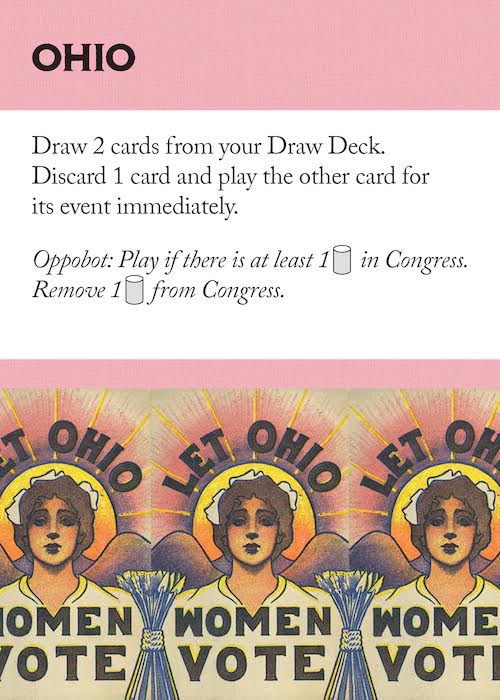 OHIO
Draw 2 cards from your Draw Deck.
Discard 1 card and play the other card for
its event immediately.
Oppobot: Play if there is at least 1 in Congress.
Remove 1 from Congress.
ET OHIO
LET OHIO
LET OH
OMEN
WOMEN
WOME
VOTE
VOTE
VOT